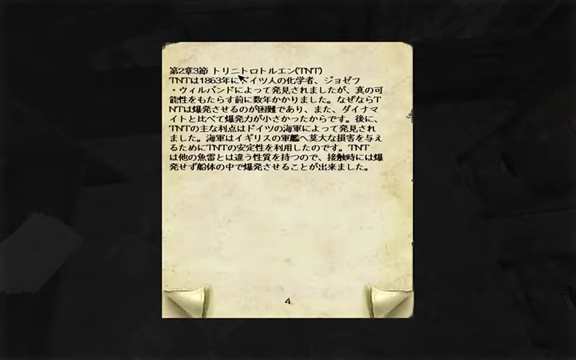 第2章3節 トリニトロトルエン(TNT)
TNTは1863年にドイツ人の化学者、ジョゼフ
・ウィルバンドによって発見されましたが、真の可
能性をもたらす前に数年かかりました。なぜならT
NTは爆発させるのが困難であり、また、ダイナマ
イトと比べて爆発力が小さかったからです。後に、
TNTの主な利点はドイツの海軍によって発見され
ました。海軍はイギリスの軍艦へ莫大な損害を与え
るためにTNTの安定性を利用したのです。TNT
は他の魚雷とは違う性質を持つので、接触時には爆
発せず船体の中で爆発させることが出来ました。
4